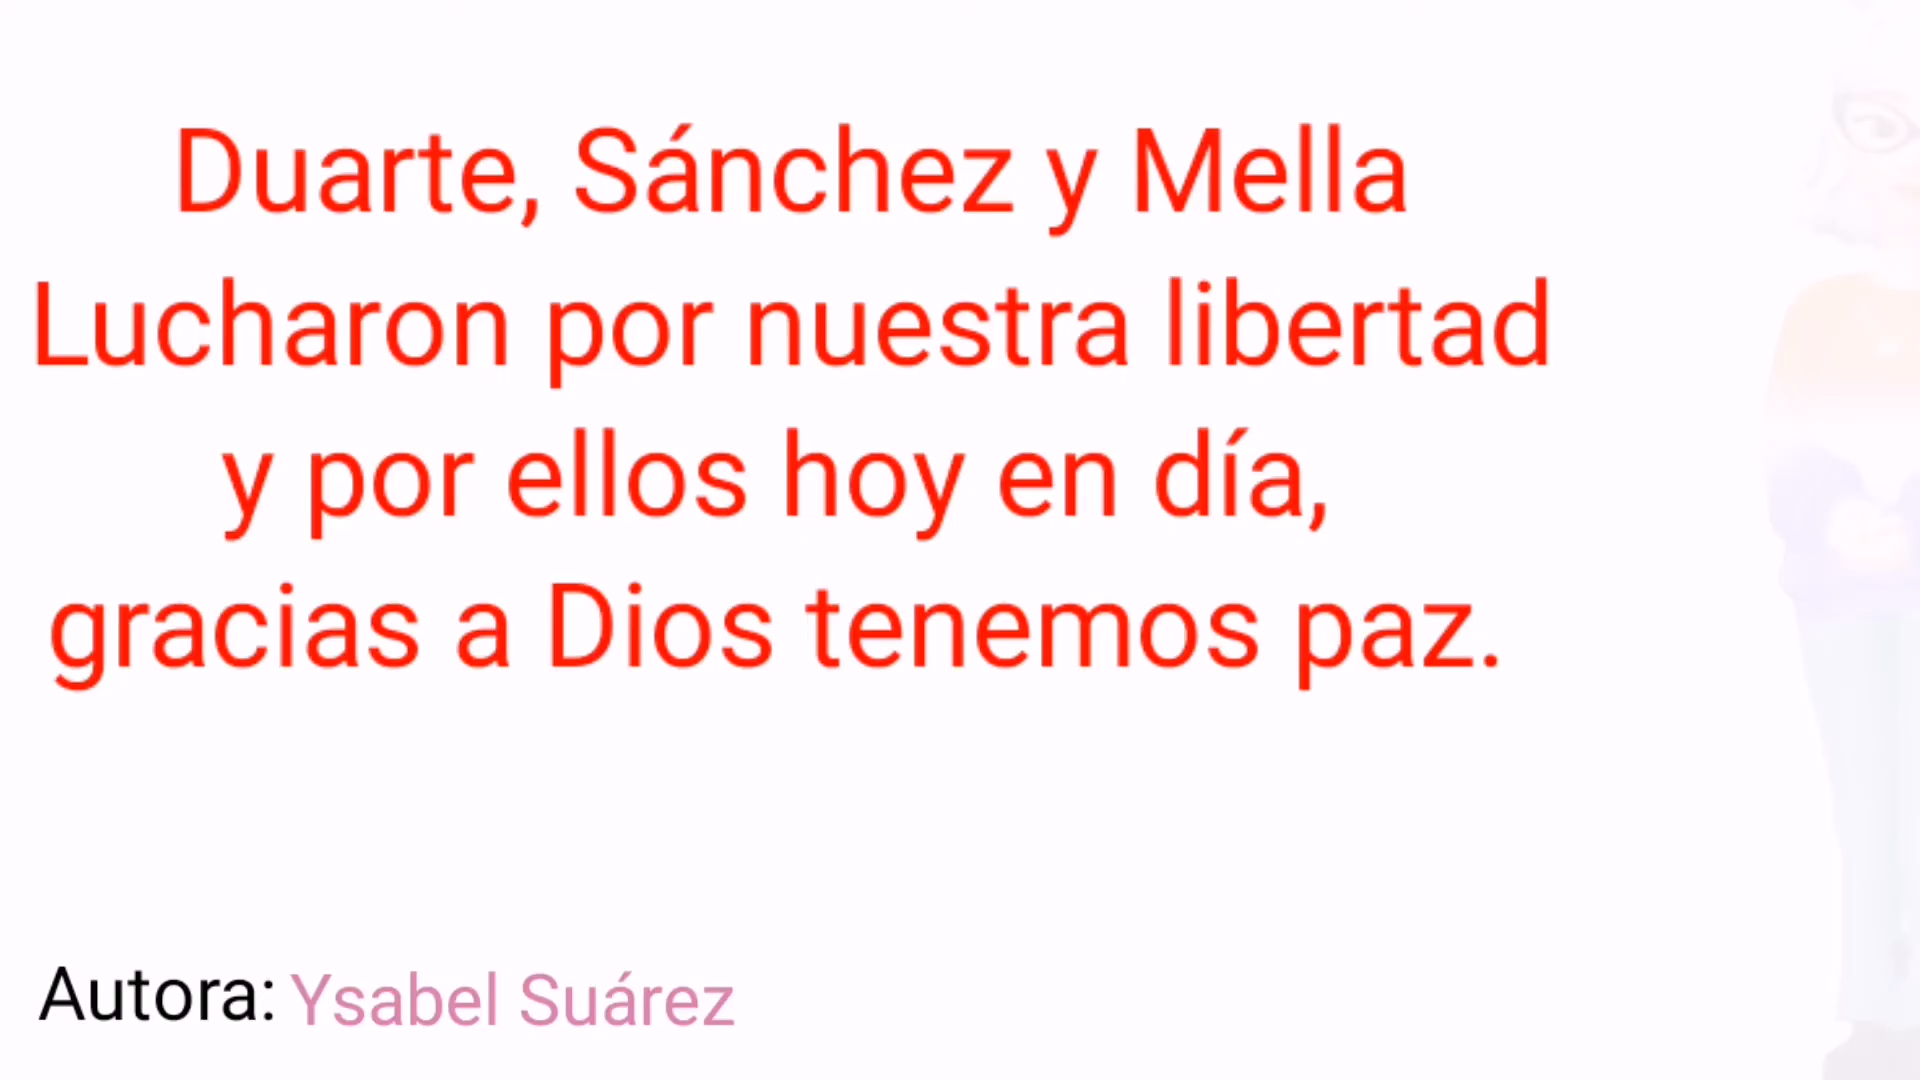 Duarte, Sánchez y Mella
Lucharon por nuestra libertad
y por ellos hoy en día,
gracias a Dios tenemos paz.
Autora: Ysabel Suárez